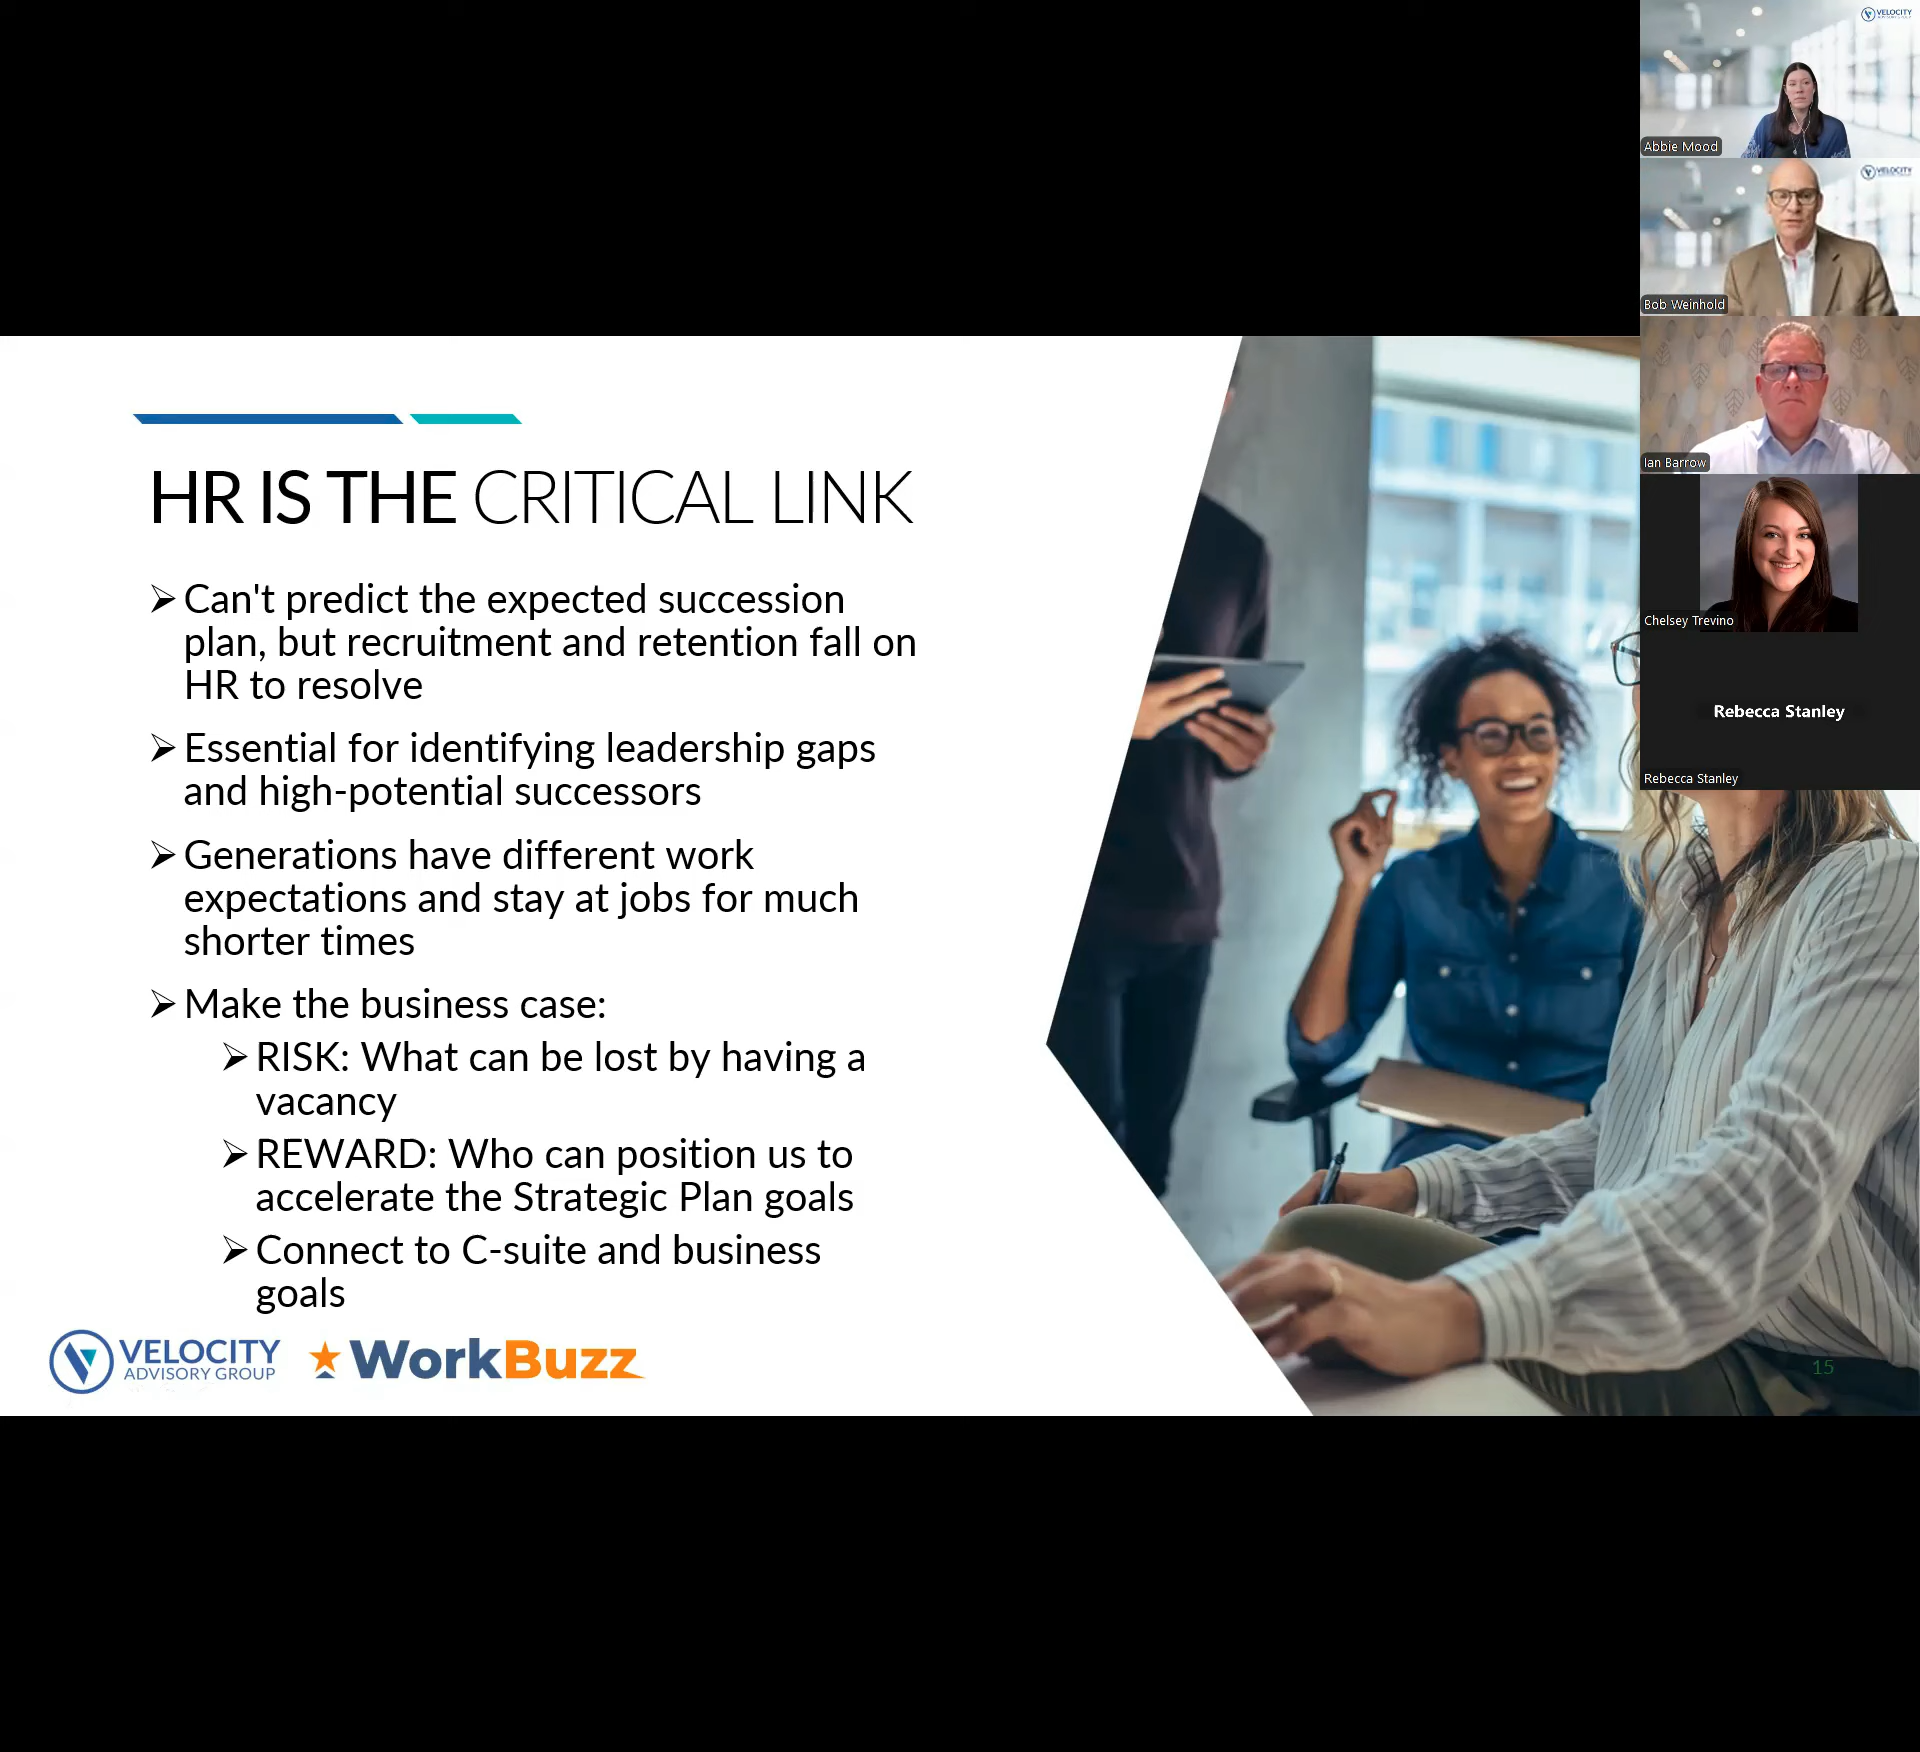 HR IS THE CRITICAL LINK
➢ Can't predict the expected succession
plan, but recruitment and retention fall on
HR to resolve
➢ Essential for identifying leadership gaps
and high-potential successors
➢ Generations have different work
expectations and stay at jobs for much
shorter times
➢ Make the business case:
➢ RISK: What can be lost by having a
vacancy
➢ REWARD: Who can position us to
accelerate the Strategic Plan goals
➢ Connect to C-suite and business
goals
VELOCITY
ADVISORY GROUP
WorkBuzz
15
VELOCITY
Abbie Mood
VELOCITY
Bob Weinhold
Ian Barrow
Chelsey Trevino
Rebecca Stanley
Rebecca Stanley